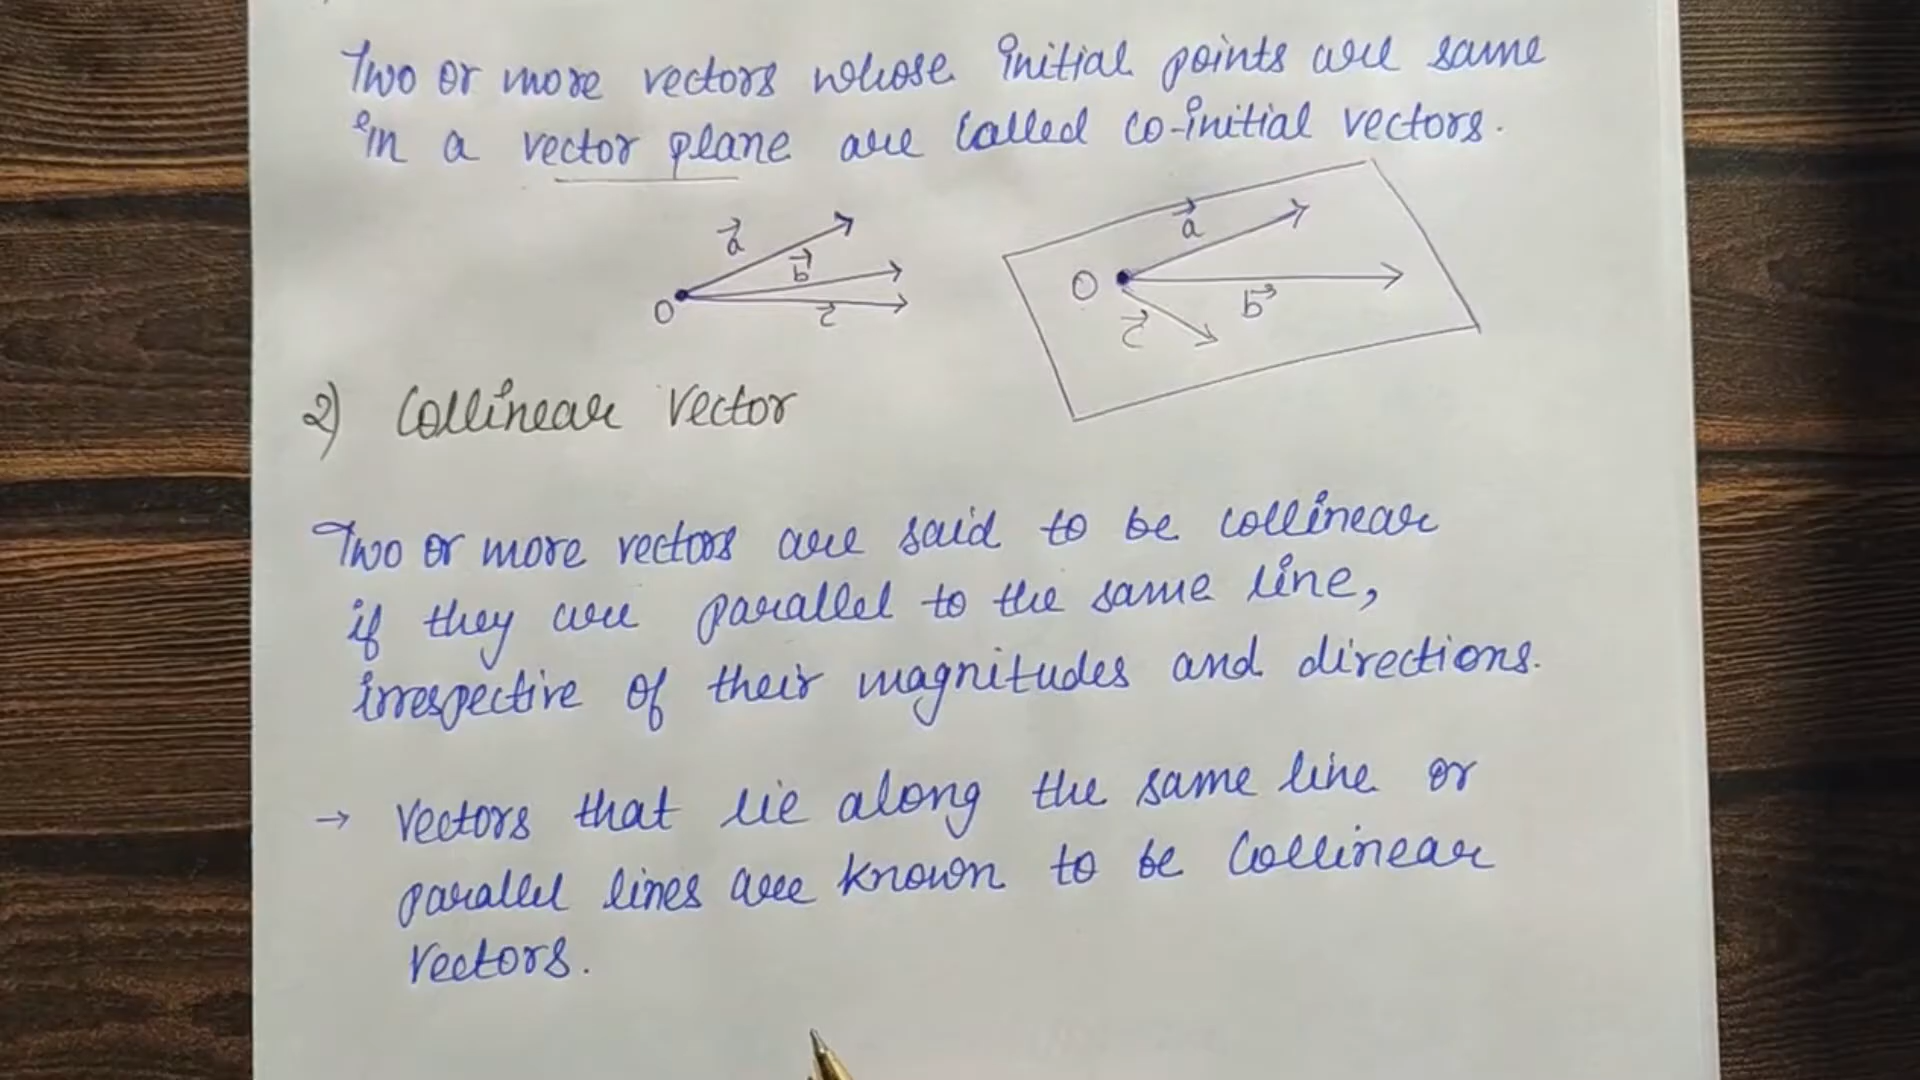 Two or more vectors whose initial points are same
in a vector plane are called co-initial vectors.
a⃗
b⃗
c⃗
O
a⃗
O
b⃗
c⃗
2) Collinear Vector
Two or more vectors are said to be collinear
if they are parallel to the same line,
irrespective of their magnitudes and directions.
→ Vectors that lie along the same line or
parallel lines are known to be collinear
vectors.